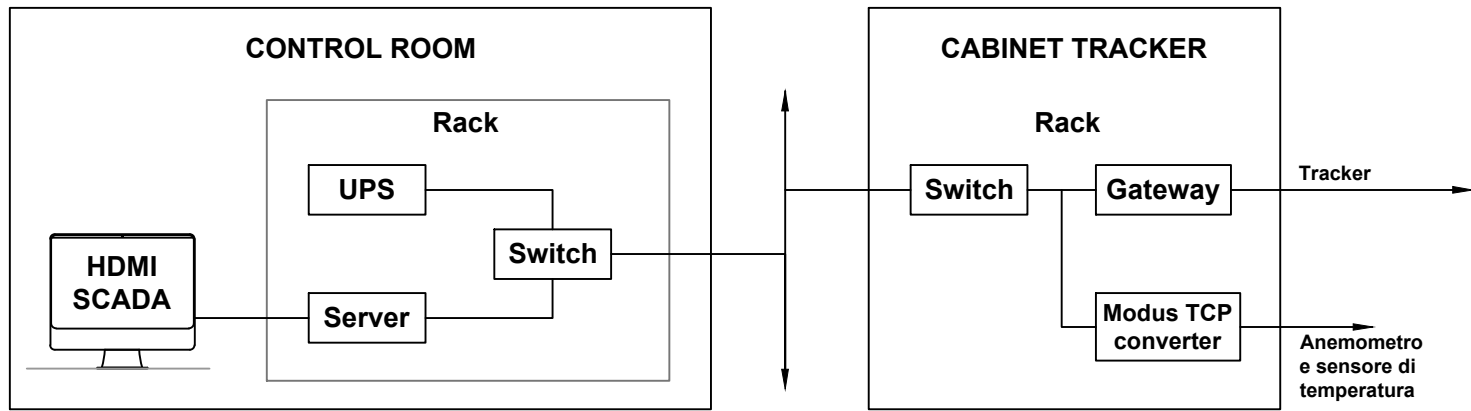 CONTROL ROOM
Rack
UPS
Switch
HDMI
SCADA
Server
CABINET TRACKER
Rack
Switch
Gateway
Tracker
Modus TCP
converter
Anemometro
e sensore di
temperatura